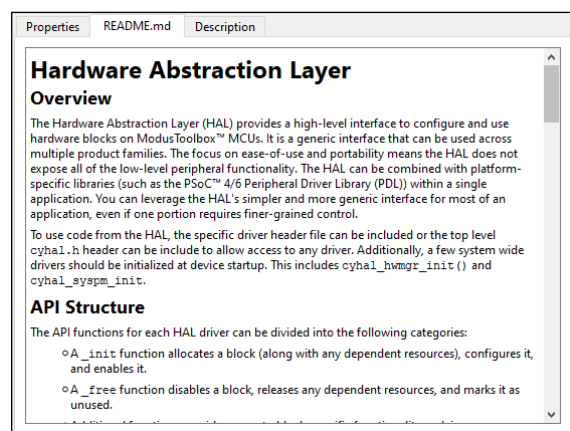 Properties README.md Description
Hardware Abstraction Layer
Overview
The Hardware Abstraction Layer (HAL) provides a high-level interface to configure and use
hardware blocks on ModusToolbox™ MCUs. It is a generic interface that can be used across
multiple product families. The focus on ease-of-use and portability means the HAL does not
expose all of the low-level peripheral functionality. The HAL can be combined with platform-
specific libraries (such as the PSoC™ 4/6 Peripheral Driver Library (PDL)) within a single
application. You can leverage the HAL's simpler and more generic interface for most of an
application, even if one portion requires finer-grained control.
To use code from the HAL, the specific driver header file can be included or the top level
cyhal.h header can be include to allow access to any driver. Additionally, a few system wide
drivers should be initialized at device startup. This includes cyhal_hwmgr_init() and
cyhal_syspm_init.
API Structure
The API functions for each HAL driver can be divided into the following categories:
A _init function allocates a block (along with any dependent resources), configures it,
and enables it.
A _free function disables a block, releases any dependent resources, and marks it as
unused.